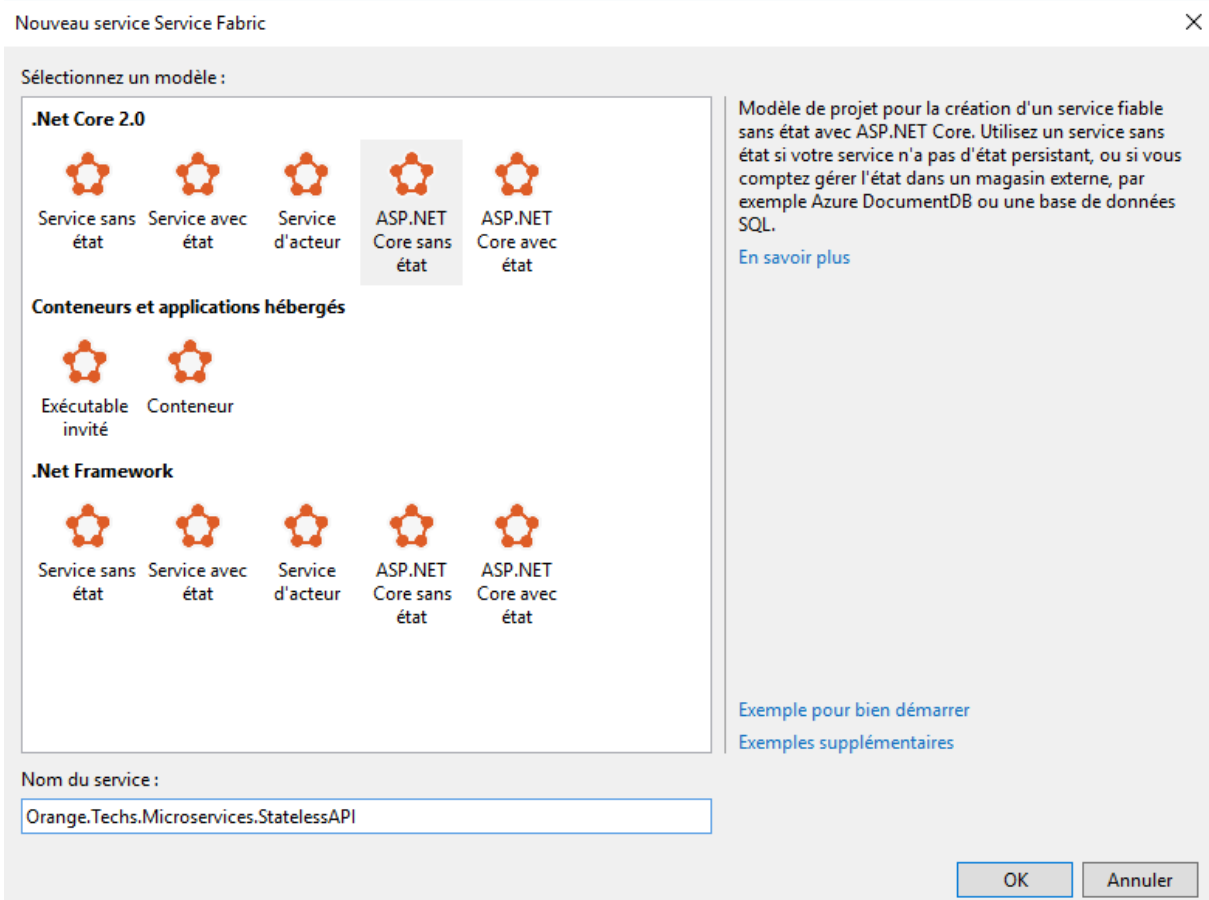 Nouveau service Service Fabric
Sélectionnez un modèle :
.Net Core 2.0
Service sans
état
Service avec
état
Service
d'acteur
ASP.NET
Core sans
état
ASP.NET
Core avec
état
Conteneurs et applications hébergés
Exécutable
invité
Conteneur
.Net Framework
Service sans
état
Service avec
état
Service
d'acteur
ASP.NET
Core sans
état
ASP.NET
Core avec
état
Modèle de projet pour la création d'un service fiable
sans état avec ASP.NET Core. Utilisez un service sans
état si votre service n'a pas d'état persistant, ou si vous
comptez gérer l'état dans un magasin externe, par
exemple Azure DocumentDB ou une base de données
SQL.
En savoir plus
Exemple pour bien démarrer
Exemples supplémentaires
Nom du service :
Orange.Techs.Microservices.StatelessAPI
OK
Annuler